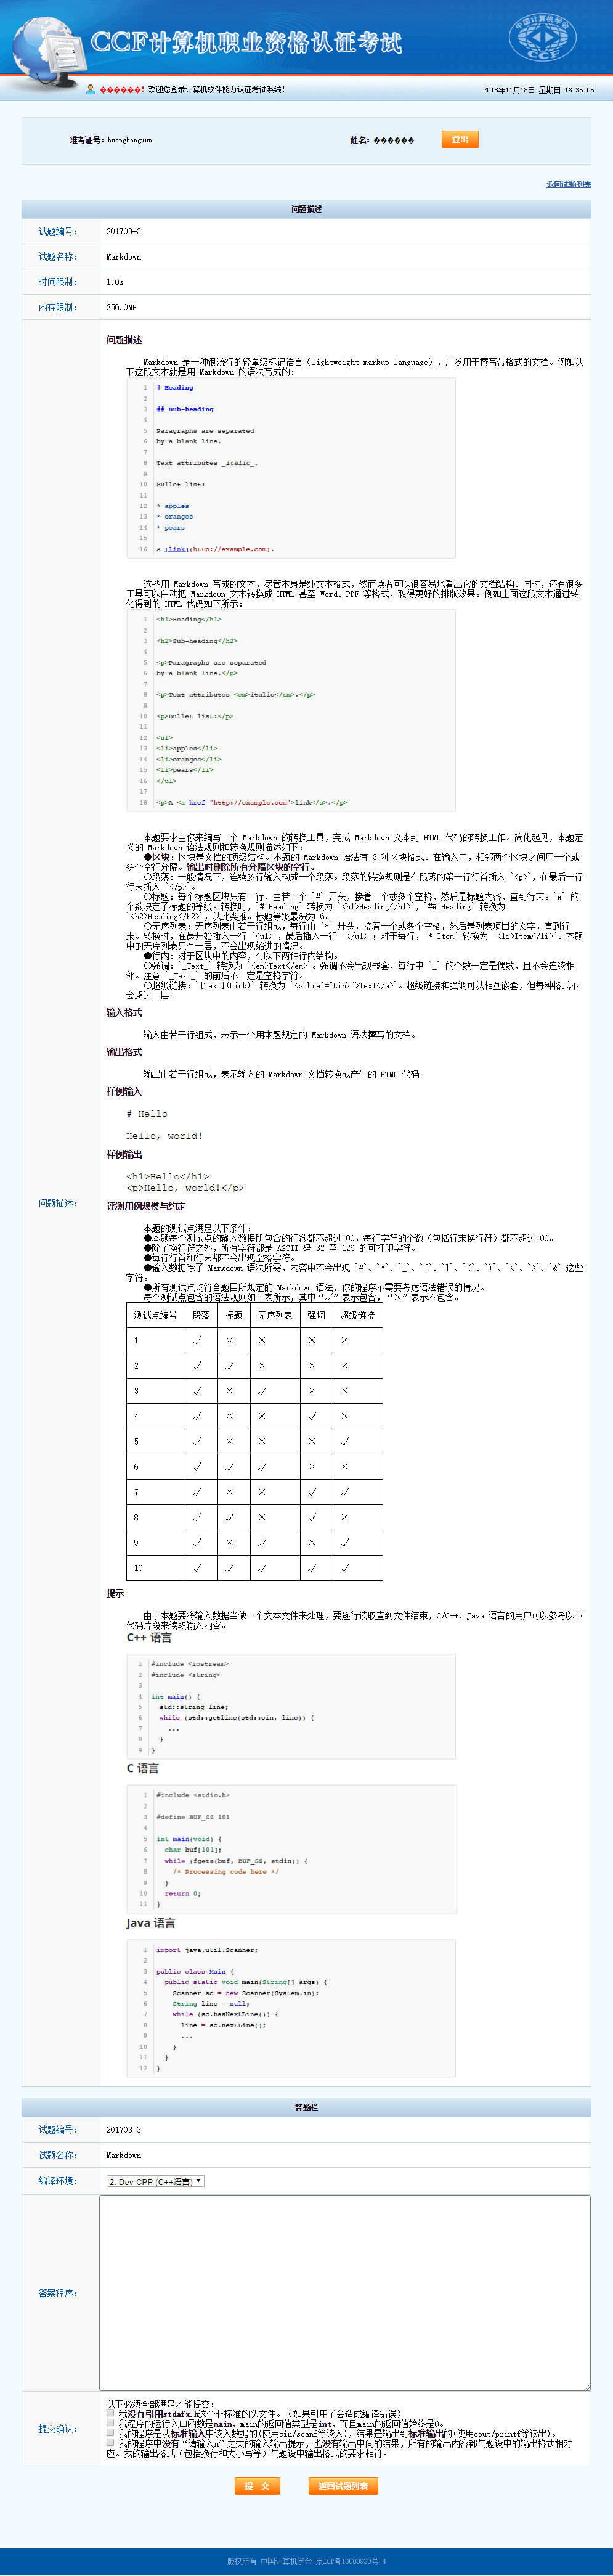 CCF计算机职业资格认证考试
中国计算机学会
CCF
������! 欢迎您登录计算机软件能力认证考试系统!
2018年11月18日 星期日 16:35:05
准考证号: huanghongxun
姓名: ������
登出
返回试题列表
问题描述
试题编号: 201703-3
试题名称: Markdown
时间限制: 1.0s
内存限制: 256.0MB
问题描述:
问题描述
Markdown 是一种很流行的轻量级标记语言(lightweight markup language),广泛用于撰写带格式的文档。例如以
下这段文本就是用 Markdown 的语法写成的:
1 # Heading
2
3 ## Sub-heading
4
5 Paragraphs are separated
6 by a blank line.
7
8 Text attributes _italic_.
9
10 Bullet list:
11
12 * apples
13 * oranges
14 * pears
15
16 A [link](http://example.com).
这些用 Markdown 写成的文本,尽管本身是纯文本格式,然而读者可以很容易地看出它的文档结构。同时,还有很多
工具可以自动把 Markdown 文本转换成 HTML 甚至 Word、PDF 等格式,取得更好的排版效果。例如上面这段文本通过转
化得到的 HTML 代码如下所示:
1 <h1>Heading</h1>
2
3 <h2>Sub-heading</h2>
4
5 <p>Paragraphs are separated
6 by a blank line.</p>
7
8 <p>Text attributes <em>italic</em>.</p>
9
10 <p>Bullet list:</p>
11
12 <ul>
13 <li>apples</li>
14 <li>oranges</li>
15 <li>pears</li>
16 </ul>
17
18 <p>A <a href="http://example.com">link</a>.</p>
本题要求由你来编写一个 Markdown 的转换工具,完成 Markdown 文本到 HTML 代码的转换工作。简化起见,本题定
义的 Markdown 语法规则和转换规则描述如下:
●区块:区块是文档的顶级结构。本题的 Markdown 语法有 3 种区块格式。在输入中,相邻两个区块之间用一个或
多个空行分隔。输出时删除所有分隔区块的空行。
○段落:一般情况下,连续多行输入构成一个段落。段落的转换规则是在段落的第一行行首插入 `<p>`,在最后一行
行末插入 `</p>`。
○标题:每个标题区块只有一行,由若干个 `#` 开头,接着一个或多个空格,然后是标题内容,直到行末。`#` 的
个数决定了标题的等级。转换时,`# Heading` 转换为 `<h1>Heading</h1>`,`## Heading` 转换为
`<h2>Heading</h2>`,以此类推。标题等级最深为 6。
○无序列表:无序列表由若干行组成,每行由 `*` 开头,接着一个或多个空格,然后是列表项目的文字,直到行
末。转换时,在最开始插入一行 `<ul>`,最后插入一行 `</ul>`;对于每行,`* Item` 转换为 `<li>Item</li>`。本题
中的无序列表只有一层,不会出现缩进的情况。
●行内:对于区块中的内容,有以下两种行内结构。
○强调:`_Text_` 转换为 `<em>Text</em>`。强调不会出现嵌套,每行中 `_` 的个数一定是偶数,且不会连续相
邻。注意 `_Text_` 的前后不一定是空格字符。
○超级链接:`[Text](Link)` 转换为 `<a href="Link">Text</a>`。超级链接和强调可以相互嵌套,但每种格式不
会超过一层。
输入格式
输入由若干行组成,表示一个用本题规定的 Markdown 语法撰写的文档。
输出格式
输出由若干行组成,表示输入的 Markdown 文档转换成产生的 HTML 代码。
样例输入
# Hello
Hello, world!
样例输出
<h1>Hello</h1>
<p>Hello, world!</p>
评测用例规模与约定
本题的测试点满足以下条件:
●本题每个测试点的输入数据所包含的行数都不超过100,每行字符的个数(包括行末换行符)都不超过100。
●除了换行符之外,所有字符都是 ASCII 码 32 至 126 的可打印字符。
●每行行首和行末都不会出现空格字符。
●输入数据除了 Markdown 语法所需,内容中不会出现 `#`、`*`、`_`、`[`、`]`、`(`、`)`、`<`、`>`、`&` 这些
字符。
●所有测试点均符合题目所规定的 Markdown 语法,你的程序不需要考虑语法错误的情况。
每个测试点包含的语法规则如下表所示,其中“√”表示包含,“×”表示不包含。
测试点编号 段落 标题 无序列表 强调 超级链接
1 √ × × × ×
2 √ √ × × ×
3 √ × √ × ×
4 √ × × √ ×
5 √ × × × √
6 √ √ √ × ×
7 √ × × √ √
8 √ √ × √ √
9 √ × √ × √
10 √ √ √ √ √
提示
由于本题要将输入数据当做一个文本文件来处理,要逐行读取直到文件结束,C/C++、Java 语言的用户可以参考以下
代码片段来读取输入内容。
C++ 语言
1 #include <iostream>
2 #include <string>
3
4 int main() {
5 std::string line;
6 while (std::getline(std::cin, line)) {
7 ...
8 }
9 }
C 语言
1 #include <stdio.h>
2
3 #define BUF_SZ 101
4
5 int main(void) {
6 char buf[101];
7 while (fgets(buf, BUF_SZ, stdin)) {
8 /* Processing code here */
9 }
10 return 0;
11 }
Java 语言
1 import java.util.Scanner;
2
3 public class Main {
4 public static void main(String[] args) {
5 Scanner sc = new Scanner(System.in);
6 String line = null;
7 while (sc.hasNextLine()) {
8 line = sc.nextLine();
9 ...
10 }
11 }
12 }
答题栏
试题编号: 201703-3
试题名称: Markdown
编译环境: 2. Dev-CPP (C++语言)
答案程序:
提交确认:
以下必须全部满足才能提交:
我没有引用stdafx.h这个非标准的头文件。(如果引用了会造成编译错误)
我程序的运行入口函数是main,main的返回值类型是int,而且main的返回值始终是0。
我的程序是从标准输入中读入数据的(使用cin/scanf等读入),结果是输出到标准输出的(使用cout/printf等读出)。
我的程序中没有“请输入n”之类的输入输出提示,也没有输出中间的结果,所有的输出内容都与题设中的输出格式相对
应。我的输出格式(包括换行和大小写等)与题设中输出格式的要求相符。
提 交
返回试题列表
版权所有 中国计算机学会 京ICP备13000930号-4